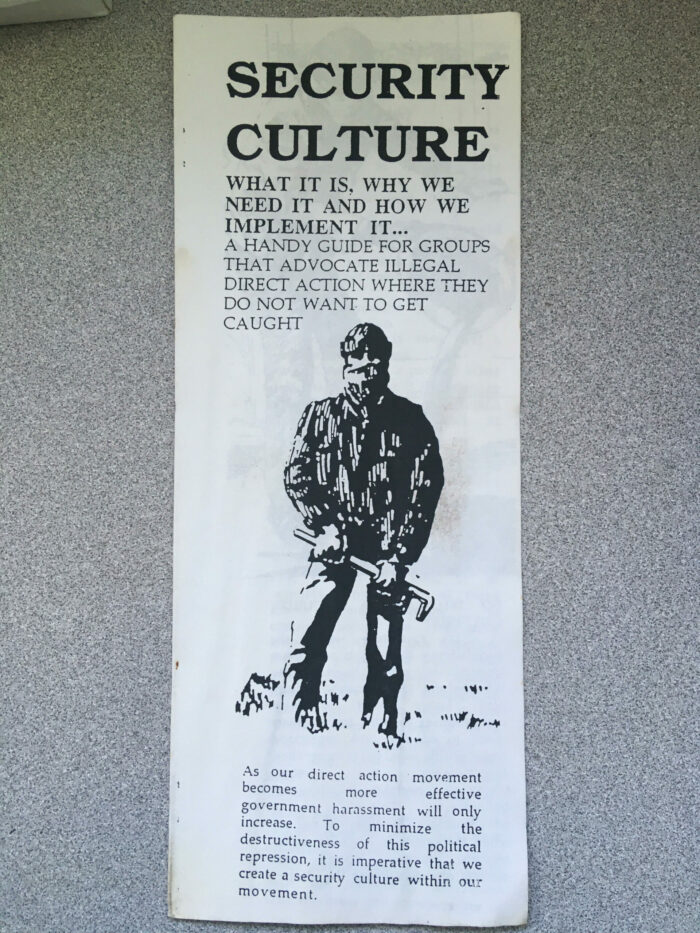 SECURITY
CULTURE
WHAT IT IS, WHY WE
NEED IT AND HOW WE
IMPLEMENT IT...
A HANDY GUIDE FOR GROUPS
THAT ADVOCATE ILLEGAL
DIRECT ACTION WHERE THEY
DO NOT WANT TO GET
CAUGHT
As our direct action movement
becomes more effective
government harassment will only
increase. To minimize the
destructiveness of this political
repression, it is imperative that we
create a security culture within our
movement.